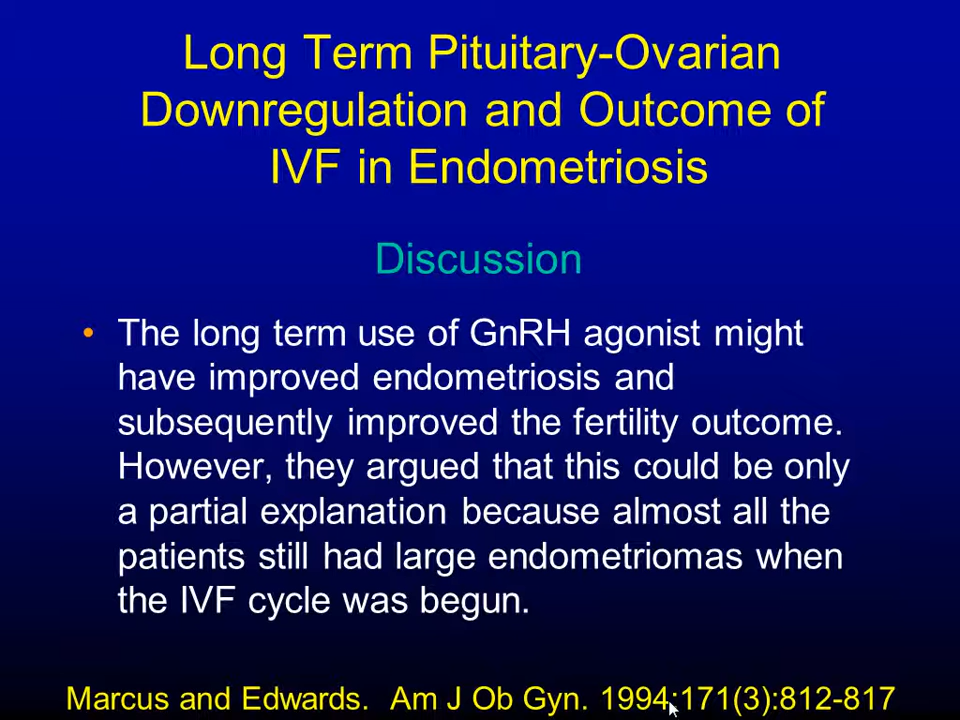 Long Term Pituitary-Ovarian
Downregulation and Outcome of
IVF in Endometriosis
Discussion
• The long term use of GnRH agonist might
have improved endometriosis and
subsequently improved the fertility outcome.
However, they argued that this could be only
a partial explanation because almost all the
patients still had large endometriomas when
the IVF cycle was begun.
Marcus and Edwards.  Am J Ob Gyn. 1994;171(3):812-817